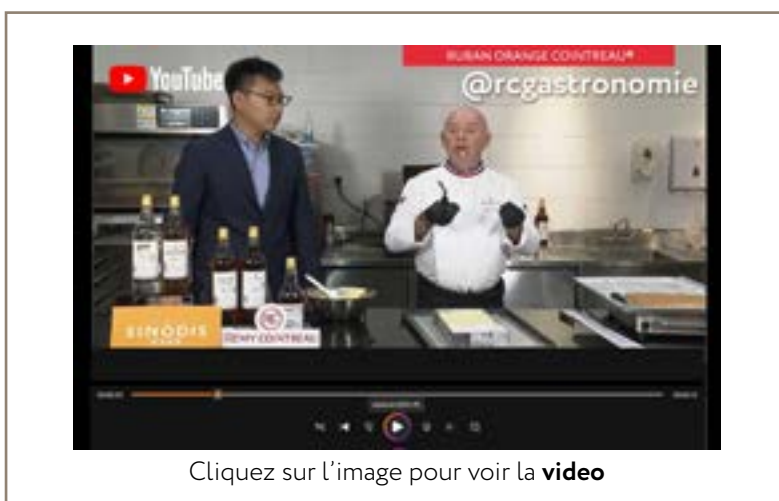 RUBAN ORANGE COINTREAU®
YouTube
@rcgastronomie
SINODIS
RÉMY COINTREAU
Cliquez sur l'image pour voir la video